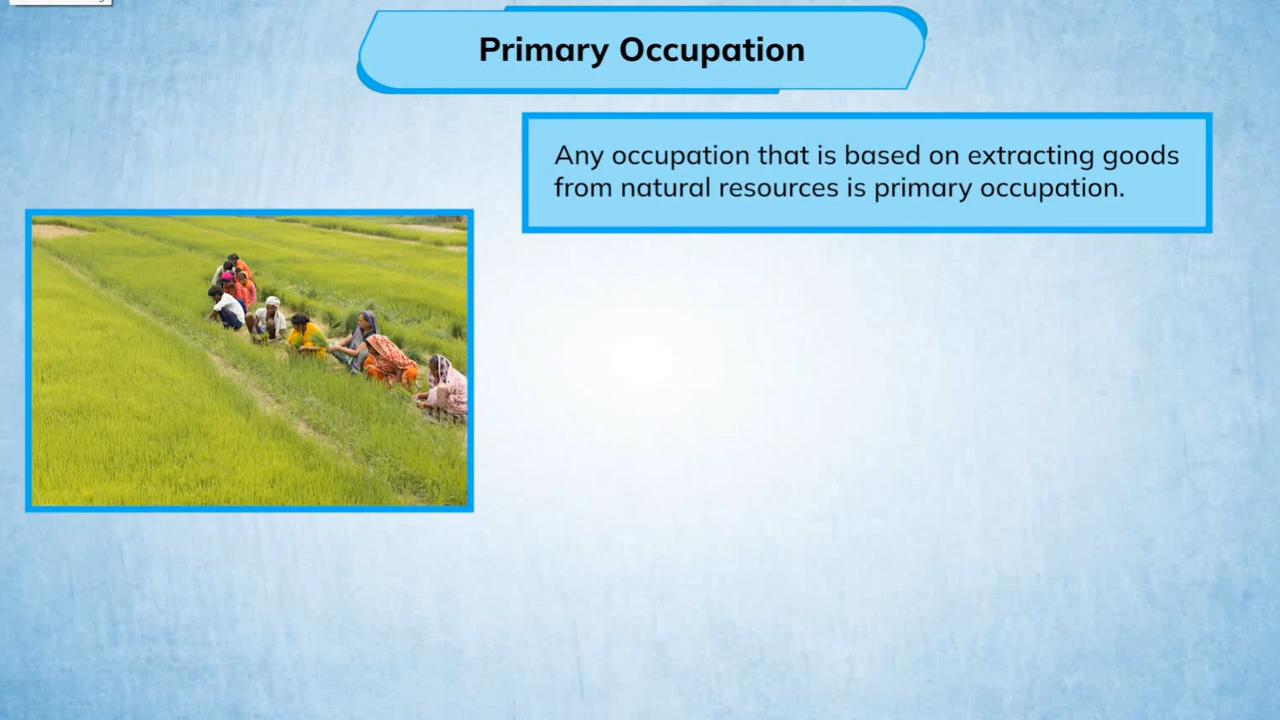 Primary Occupation
Any occupation that is based on extracting goods
from natural resources is primary occupation.